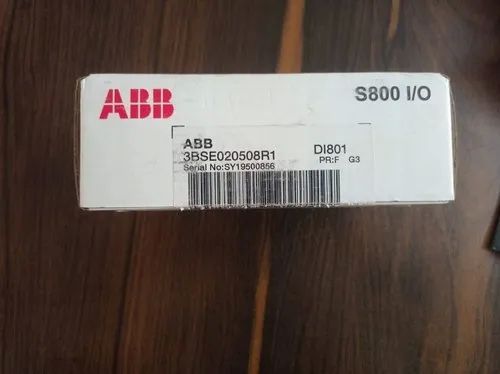 ABB
S800 I/O
ABB
3BSE020508R1
DI801
Serial No:SY19500856
PR:F G3